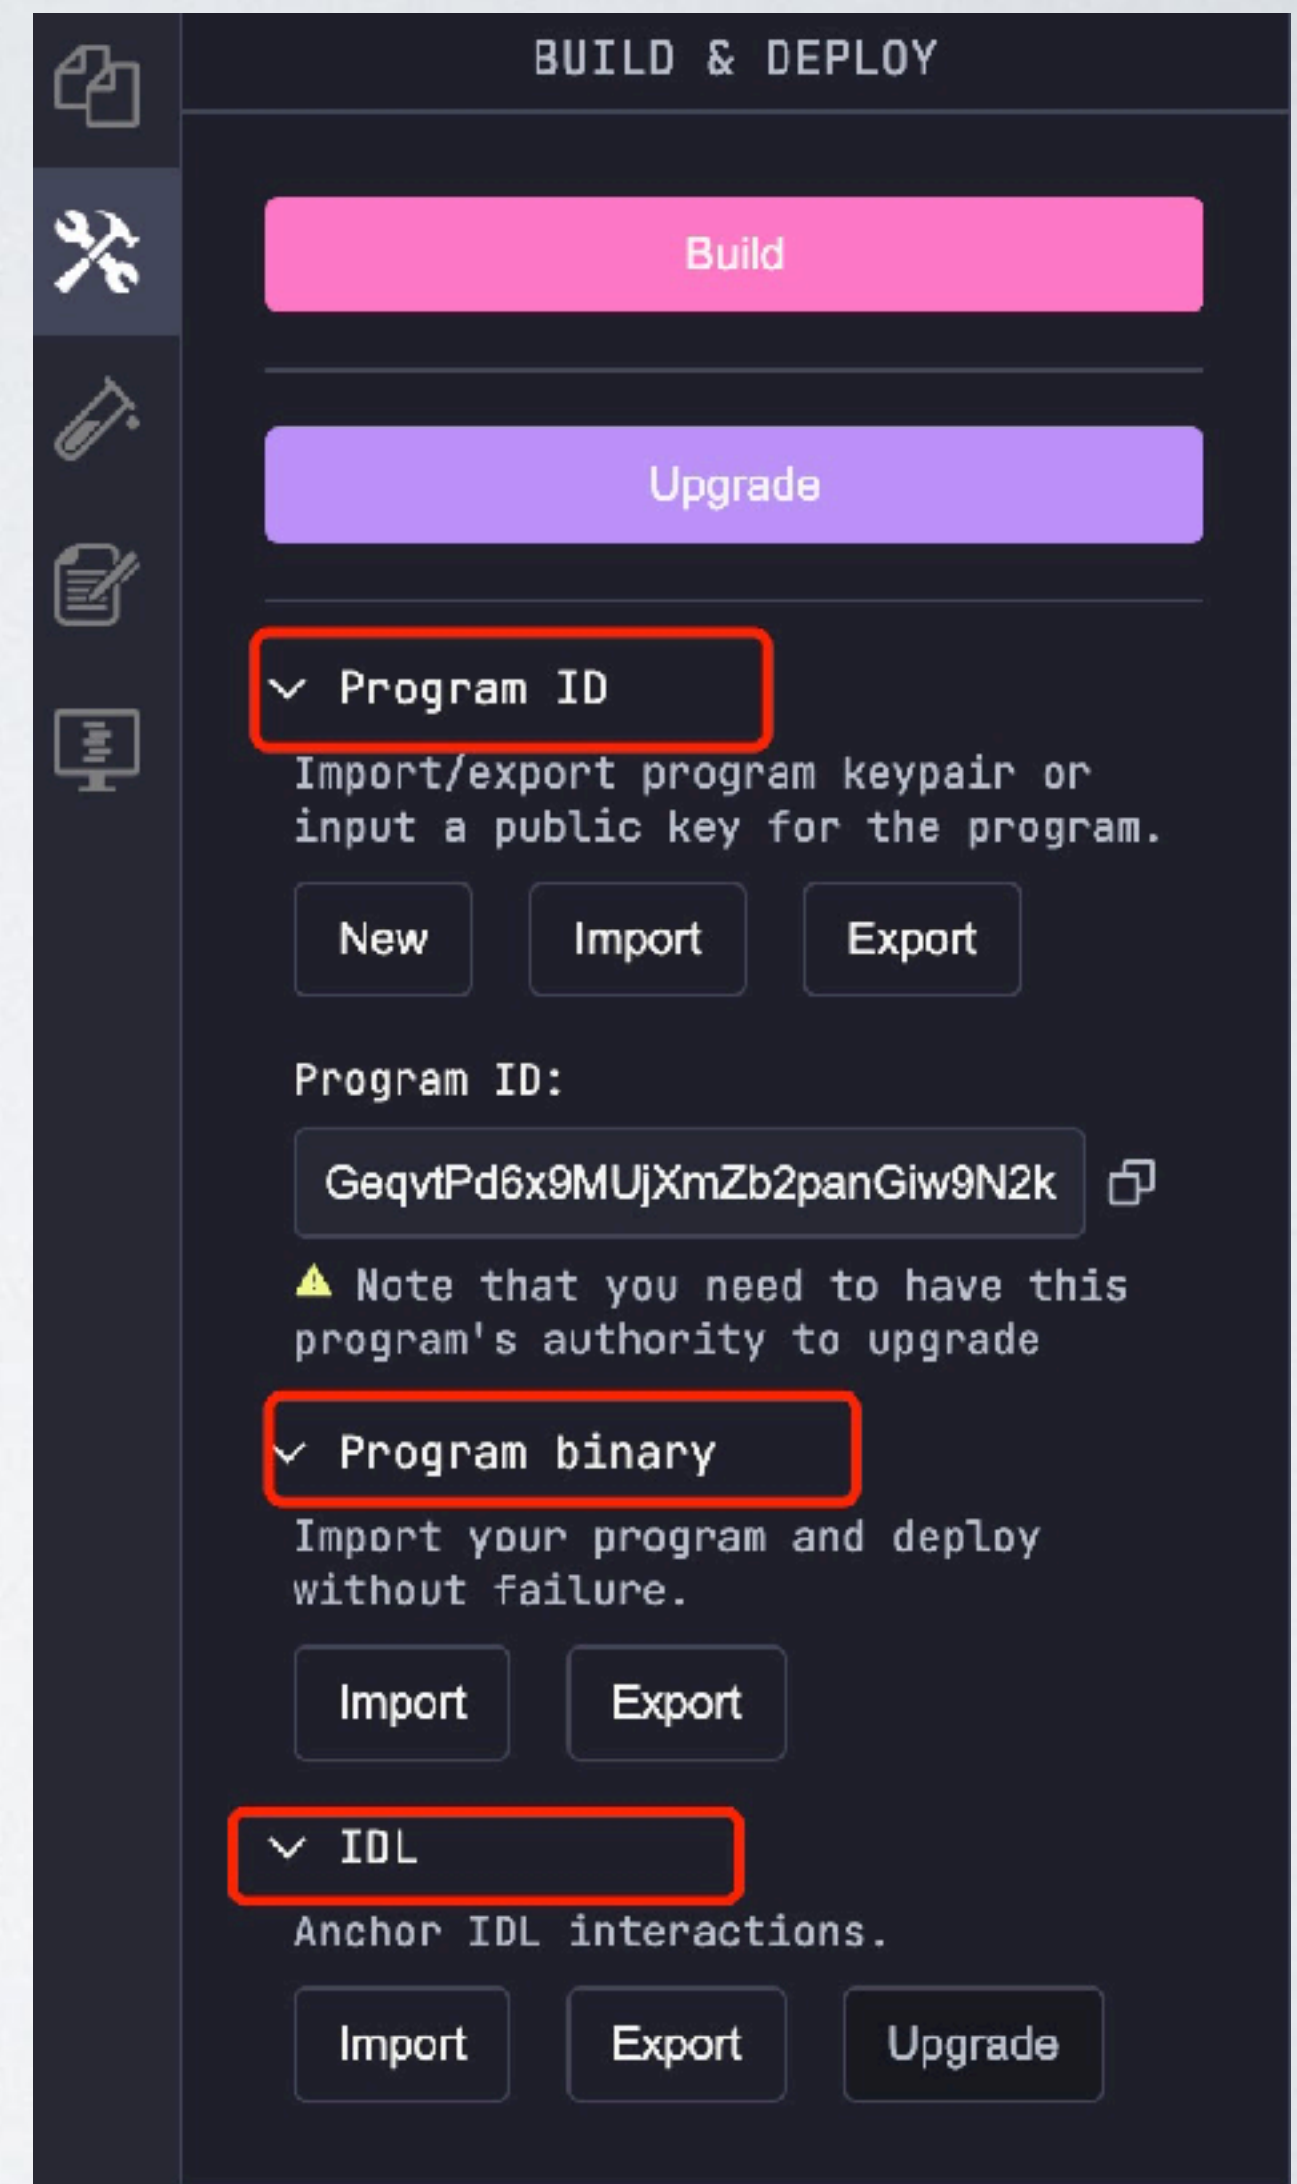 BUILD & DEPLOY
Build
Upgrade
Program ID
Import/export program keypair or
input a public key for the program.
New
Import
Export
Program ID:
GeqvtPd6x9MUjXmZb2panGiw9N2k
Note that you need to have this
program's authority to upgrade
Program binary
Import your program and deploy
without failure.
Import
Export
IDL
Anchor IDL interactions.
Import
Export
Upgrade